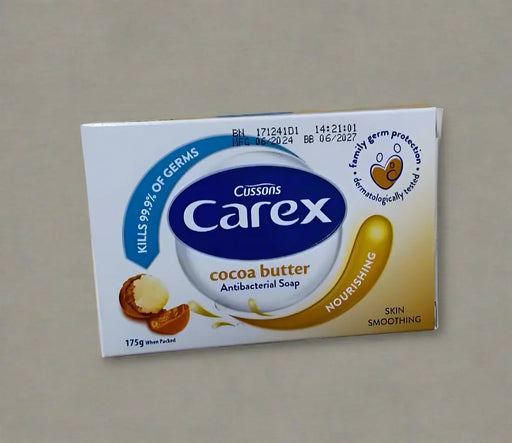 BN 171241D1 14:21:01
MFG 06/2024 BB 06/2027
family germ protection
dermatologically tested
KILLS 99.9% OF GERMS
Cussons
Carex
cocoa butter
Antibacterial Soap
NOURISHING
SKIN
SMOOTHING
175g When Packed